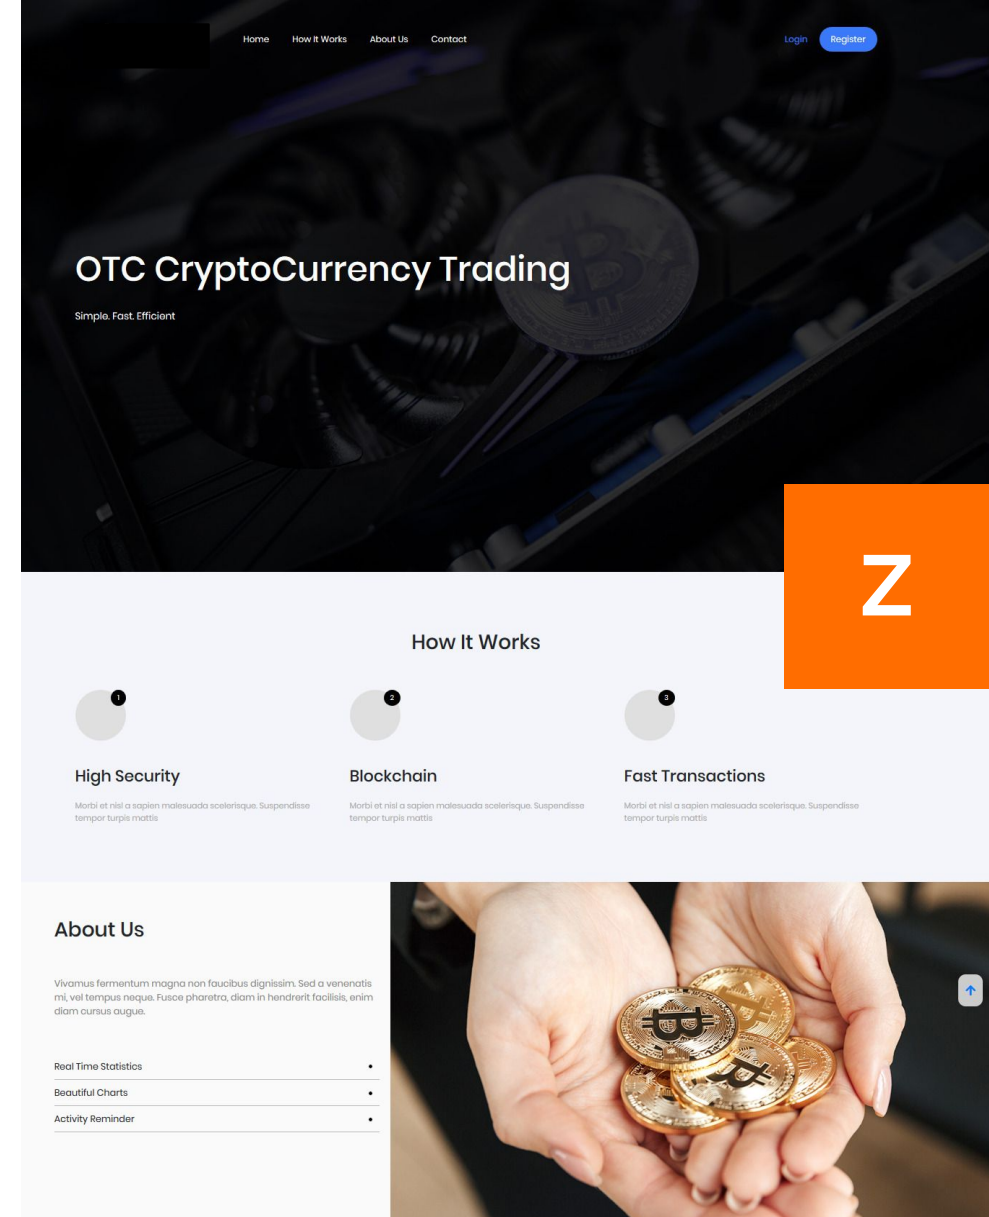 Home How It Works About Us Contact Login Register
OTC CryptoCurrency Trading
Simple. Fast. Efficient
Z
How It Works
1 2 3
High Security Blockchain Fast Transactions
Morbi et nisl a sapien malesuada scelerisque. Suspendisse Morbi et nisl a sapien malesuada scelerisque. Suspendisse Morbi et nisl a sapien malesuada scelerisque. Suspendisse
tempor turpis mattis tempor turpis mattis tempor turpis mattis
About Us
Vivamus fermentum magna non faucibus dignissim. Sed a venenatis
mi, vel tempus neque. Fusce pharetra, diam in hendrerit facilisis, enim
diam cursus augue.
Real Time Statistics
Beautiful Charts
Activity Reminder